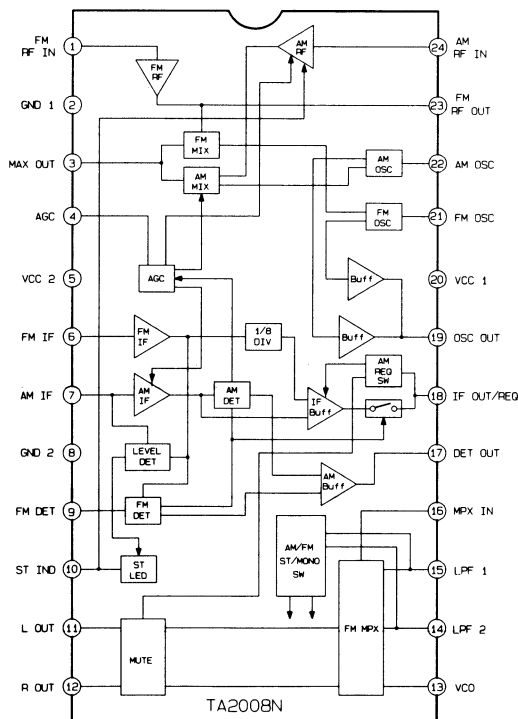 FM
RF IN
1
FM
RF
AM
RF
24
AM
RF IN
GND 1
2
23
FM
RF OUT
MAX OUT
3
FM
MIX
AM
MIX
AM
OSC
22
AM OSC
AGC
4
FM
OSC
21
FM OSC
VCC 2
5
AGC
Buff
20
VCC 1
FM IF
6
FM
IF
1/8
DIV
Buff
19
OSC OUT
AM IF
7
AM
IF
AM
DET
IF
Buff
AM
REQ
SW
18
IF OUT/REQ
GND 2
8
LEVEL
DET
AM
Buff
17
DET OUT
FM DET
9
FM
DET
16
MPX IN
ST IND
10
ST
LED
AM/FM
ST/MONO
SW
15
LPF 1
L OUT
11
MUTE
FM MPX
14
LPF 2
R OUT
12
13
VCO
TA2008N